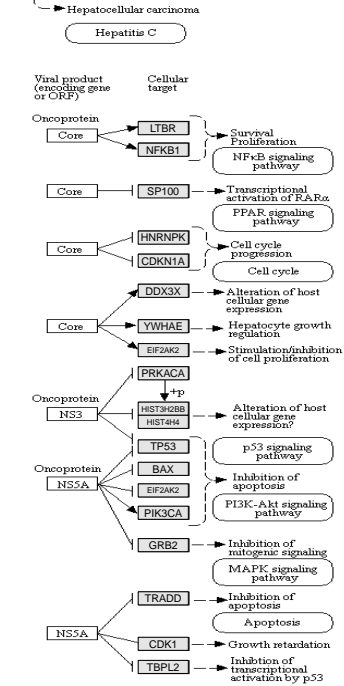 Hepatocellular carcinoma
Hepatitis C
Viral product
(encoding gene
or ORF)
Cellular
target
Oncoprotein
Core
LTBR
NFKB1
Survival
Proliferation
NFκB signaling
pathway
Core
SP100
Transcriptional
activation of RARα
PPAR signaling
pathway
Core
HNRNPK
CDKN1A
Cell cycle
progression
Cell cycle
Core
DDX3X
Alteration of host
cellular gene
expression
YWHAE
Hepatocyte growth
regulation
EIF2AK2
Stimulation/inhibition
of cell proliferation
PRKACA
+p
Oncoprotein
NS3
HIST3H2BB
HIST4H4
Alteration of host
cellular gene
expression?
TP53
p53 signaling
pathway
Oncoprotein
NS5A
BAX
EIF2AK2
PIK3CA
Inhibition of
apoptosis
PI3K-Akt signaling
pathway
GRB2
Inhibition of
mitogenic signaling
MAPK signaling
pathway
NS5A
TRADD
Inhibition of
apoptosis
Apoptosis
CDK1
Growth retardation
TBPL2
Inhibtion of
transcriptional
activation by p53